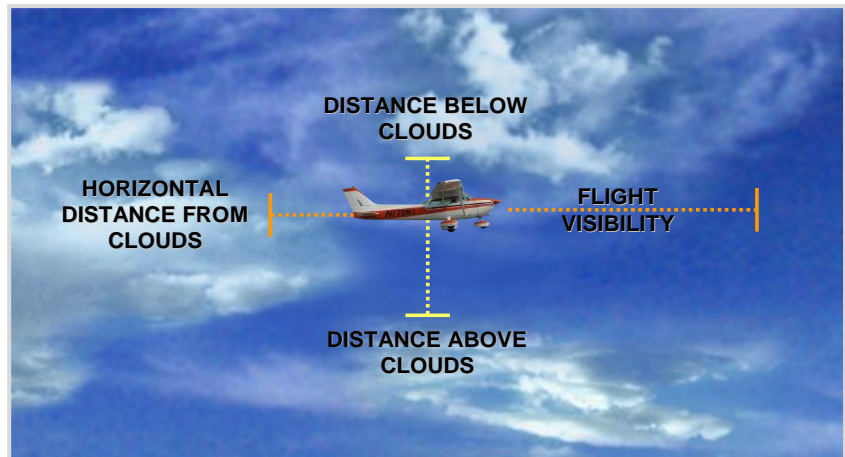 DISTANCE BELOW
CLOUDS
HORIZONTAL
DISTANCE FROM
CLOUDS
FLIGHT
VISIBILITY
DISTANCE ABOVE
CLOUDS